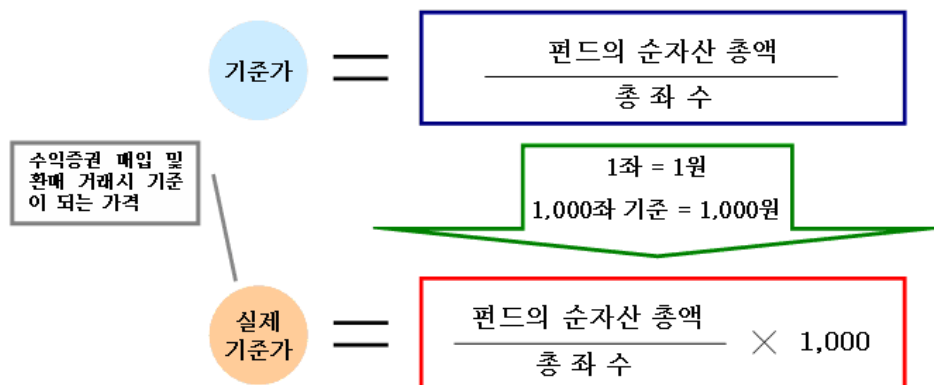 기준가
=
펀드의 순자산 총액
총 좌 수
수익증권 매입 및
환매 거래시 기준
이 되는 가격
1좌 = 1원
1,000좌 기준 = 1,000원
실제
기준가
=
펀드의 순자산 총액
총 좌 수
× 1,000